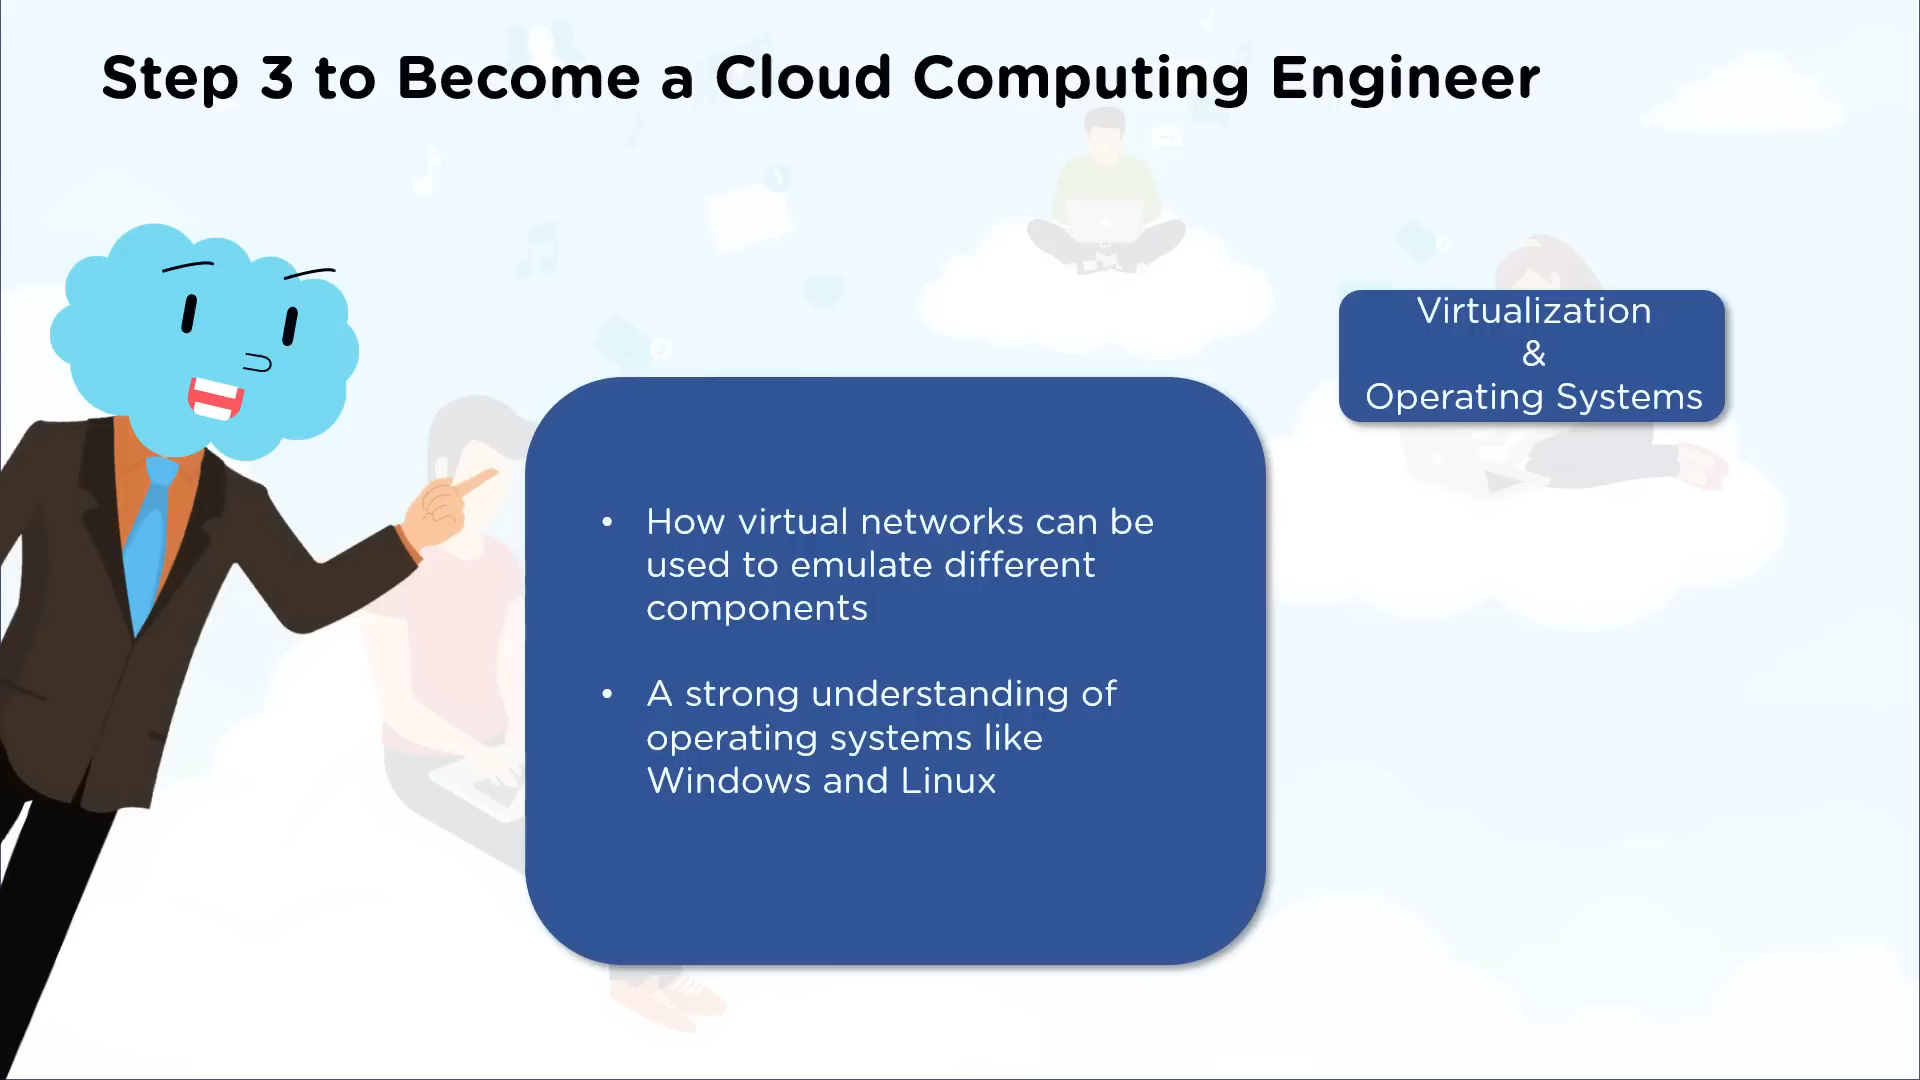 Step 3 to Become a Cloud Computing Engineer
Virtualization
&
Operating Systems
• How virtual networks can be
used to emulate different
components
• A strong understanding of
operating systems like
Windows and Linux